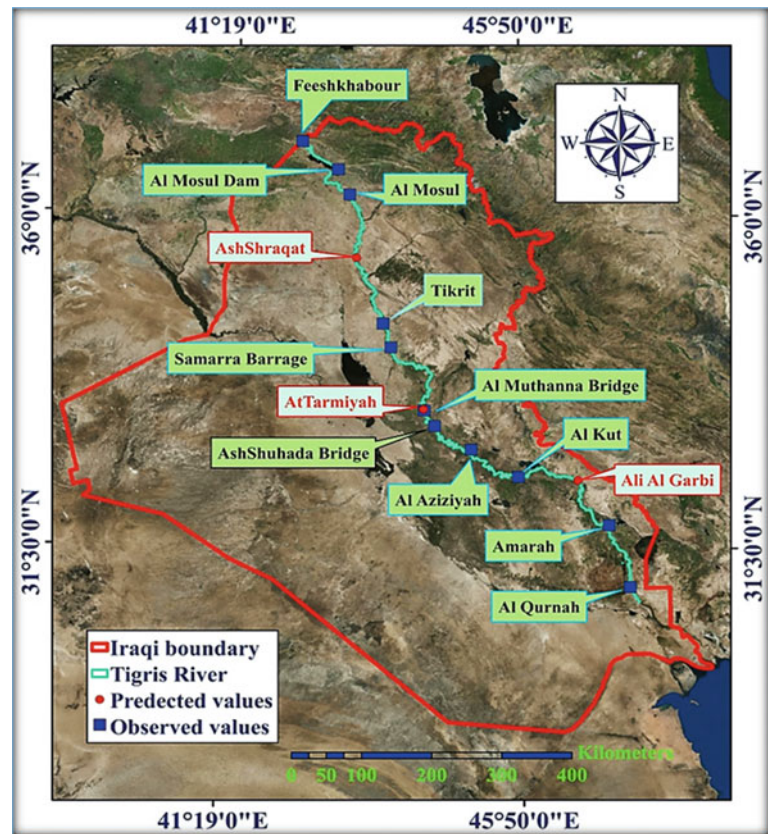 41°19'0"E
45°50'0"E
Feeshkhabour
N
W
E
S
Al Mosul Dam
Al Mosul
36°0'0"N
36°0'0"N
AshShraqat
Tikrit
Samarra Barrage
Al Muthanna Bridge
AtTarmiyah
Al Kut
AshShuhada Bridge
Ali Al Garbi
Al Aziziyah
31°30'0"N
31°30'0"N
Amarah
Al Qurnah
Iraqi boundary
Tigris River
Predected values
Observed values
Kilometers
0 50 100 200 300 400
41°19'0"E
45°50'0"E